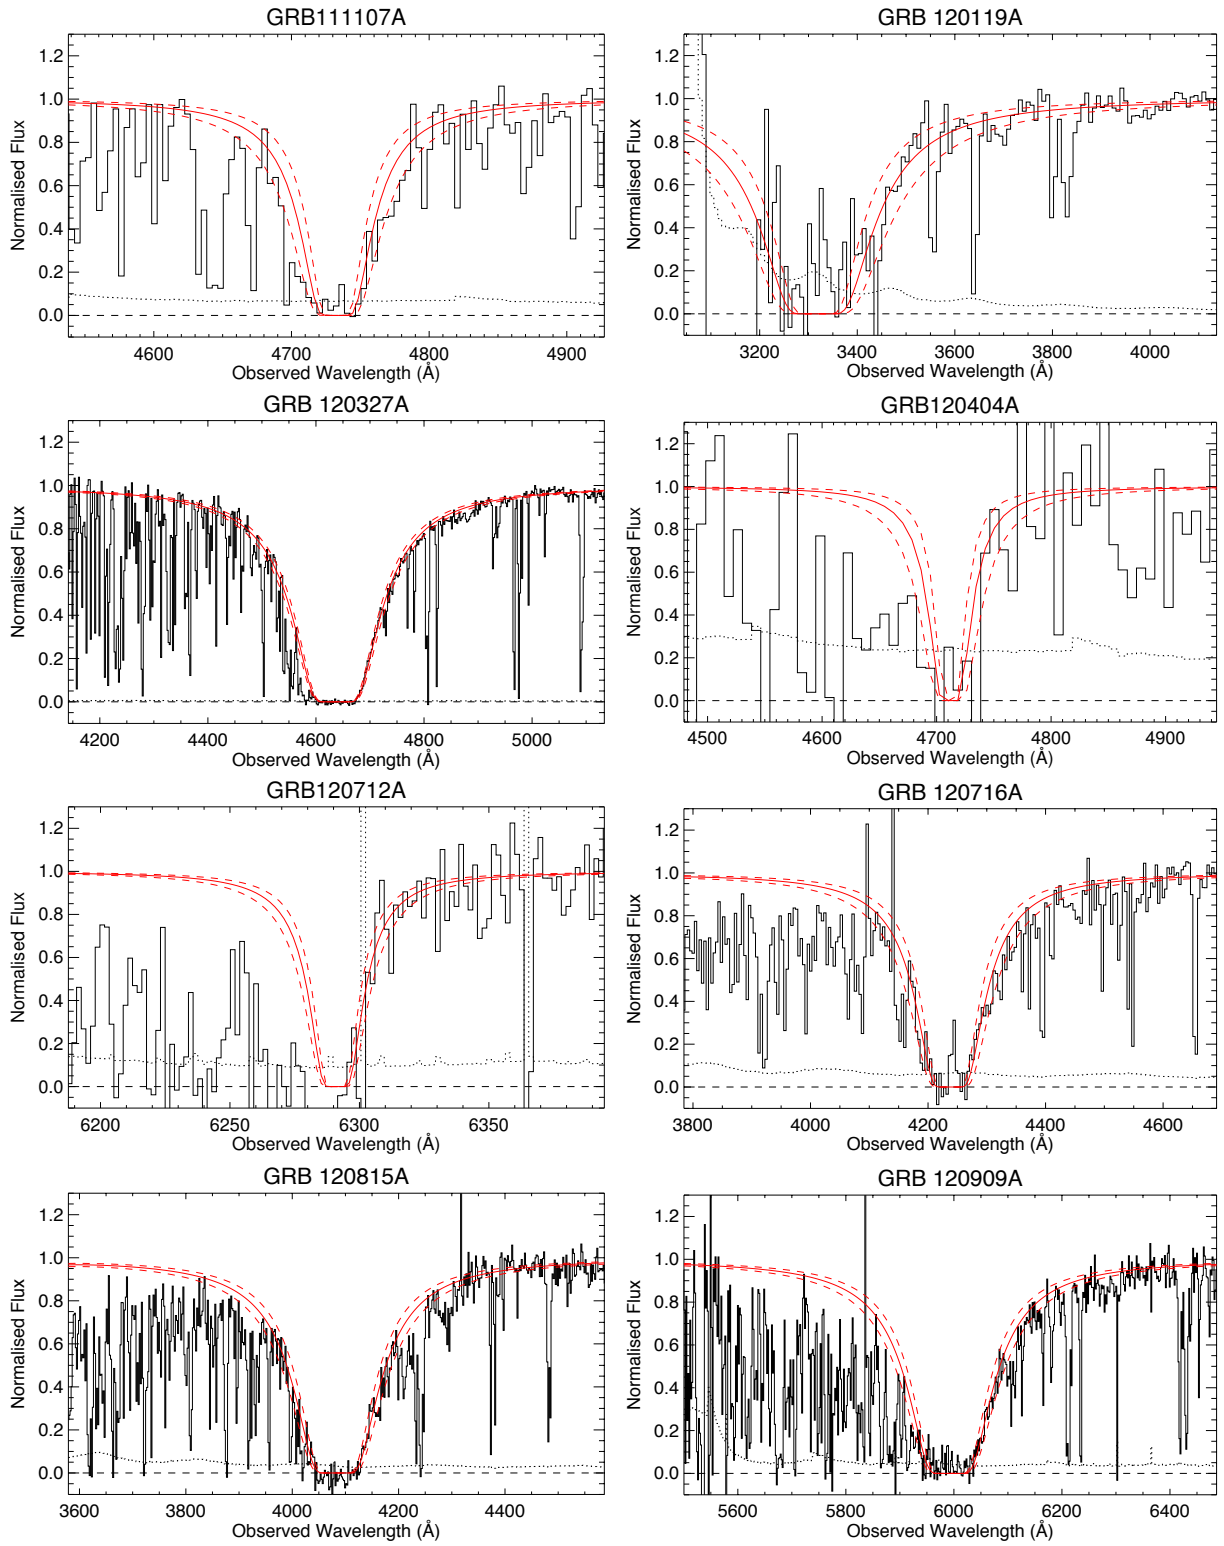 GRB111107A
Normalised Flux
1.2
1.0
0.8
0.6
0.4
0.2
0.0
4600 4700 4800 4900
Observed Wavelength (Å)
GRB 120119A
Normalised Flux
1.2
1.0
0.8
0.6
0.4
0.2
0.0
3200 3400 3600 3800 4000
Observed Wavelength (Å)
GRB 120327A
Normalised Flux
1.2
1.0
0.8
0.6
0.4
0.2
0.0
4200 4400 4600 4800 5000
Observed Wavelength (Å)
GRB120404A
Normalised Flux
1.2
1.0
0.8
0.6
0.4
0.2
0.0
4500 4600 4700 4800 4900
Observed Wavelength (Å)
GRB120712A
Normalised Flux
1.2
1.0
0.8
0.6
0.4
0.2
0.0
6200 6250 6300 6350
Observed Wavelength (Å)
GRB 120716A
Normalised Flux
1.2
1.0
0.8
0.6
0.4
0.2
0.0
3800 4000 4200 4400 4600
Observed Wavelength (Å)
GRB 120815A
Normalised Flux
1.2
1.0
0.8
0.6
0.4
0.2
0.0
3600 3800 4000 4200 4400
Observed Wavelength (Å)
GRB 120909A
Normalised Flux
1.2
1.0
0.8
0.6
0.4
0.2
0.0
5600 5800 6000 6200 6400
Observed Wavelength (Å)